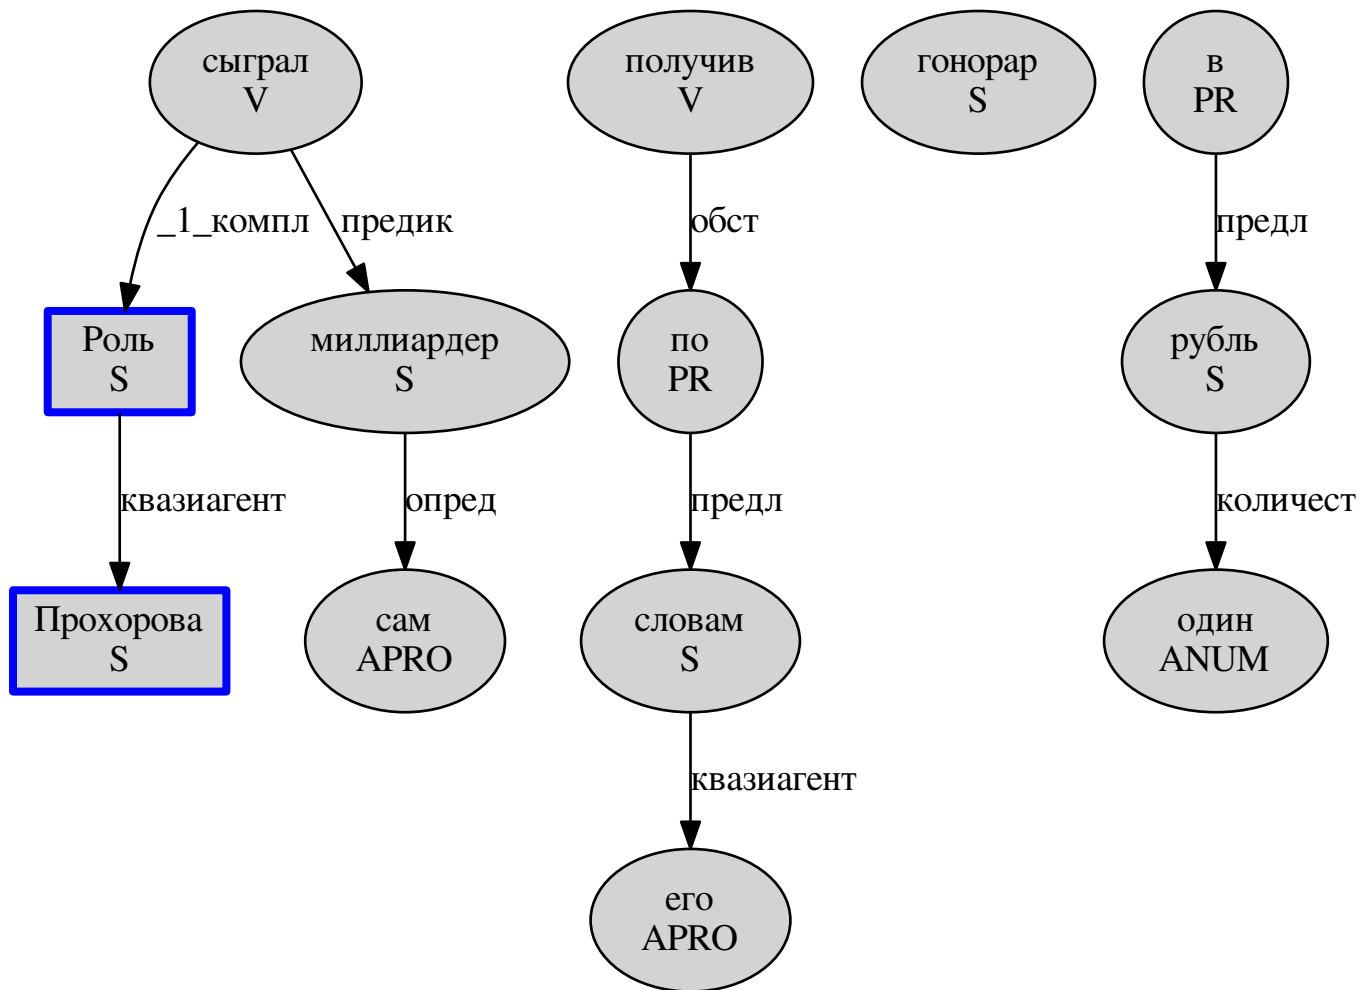 сыграл
V
получив
V
гонорар
S
в
PR
_1_компл
предик
обст
предл
Роль
S
миллиардер
S
по
PR
рубль
S
квазиагент
опред
предл
количест
Прохорова
S
сам
APRO
словам
S
один
ANUM
квазиагент
его
APRO